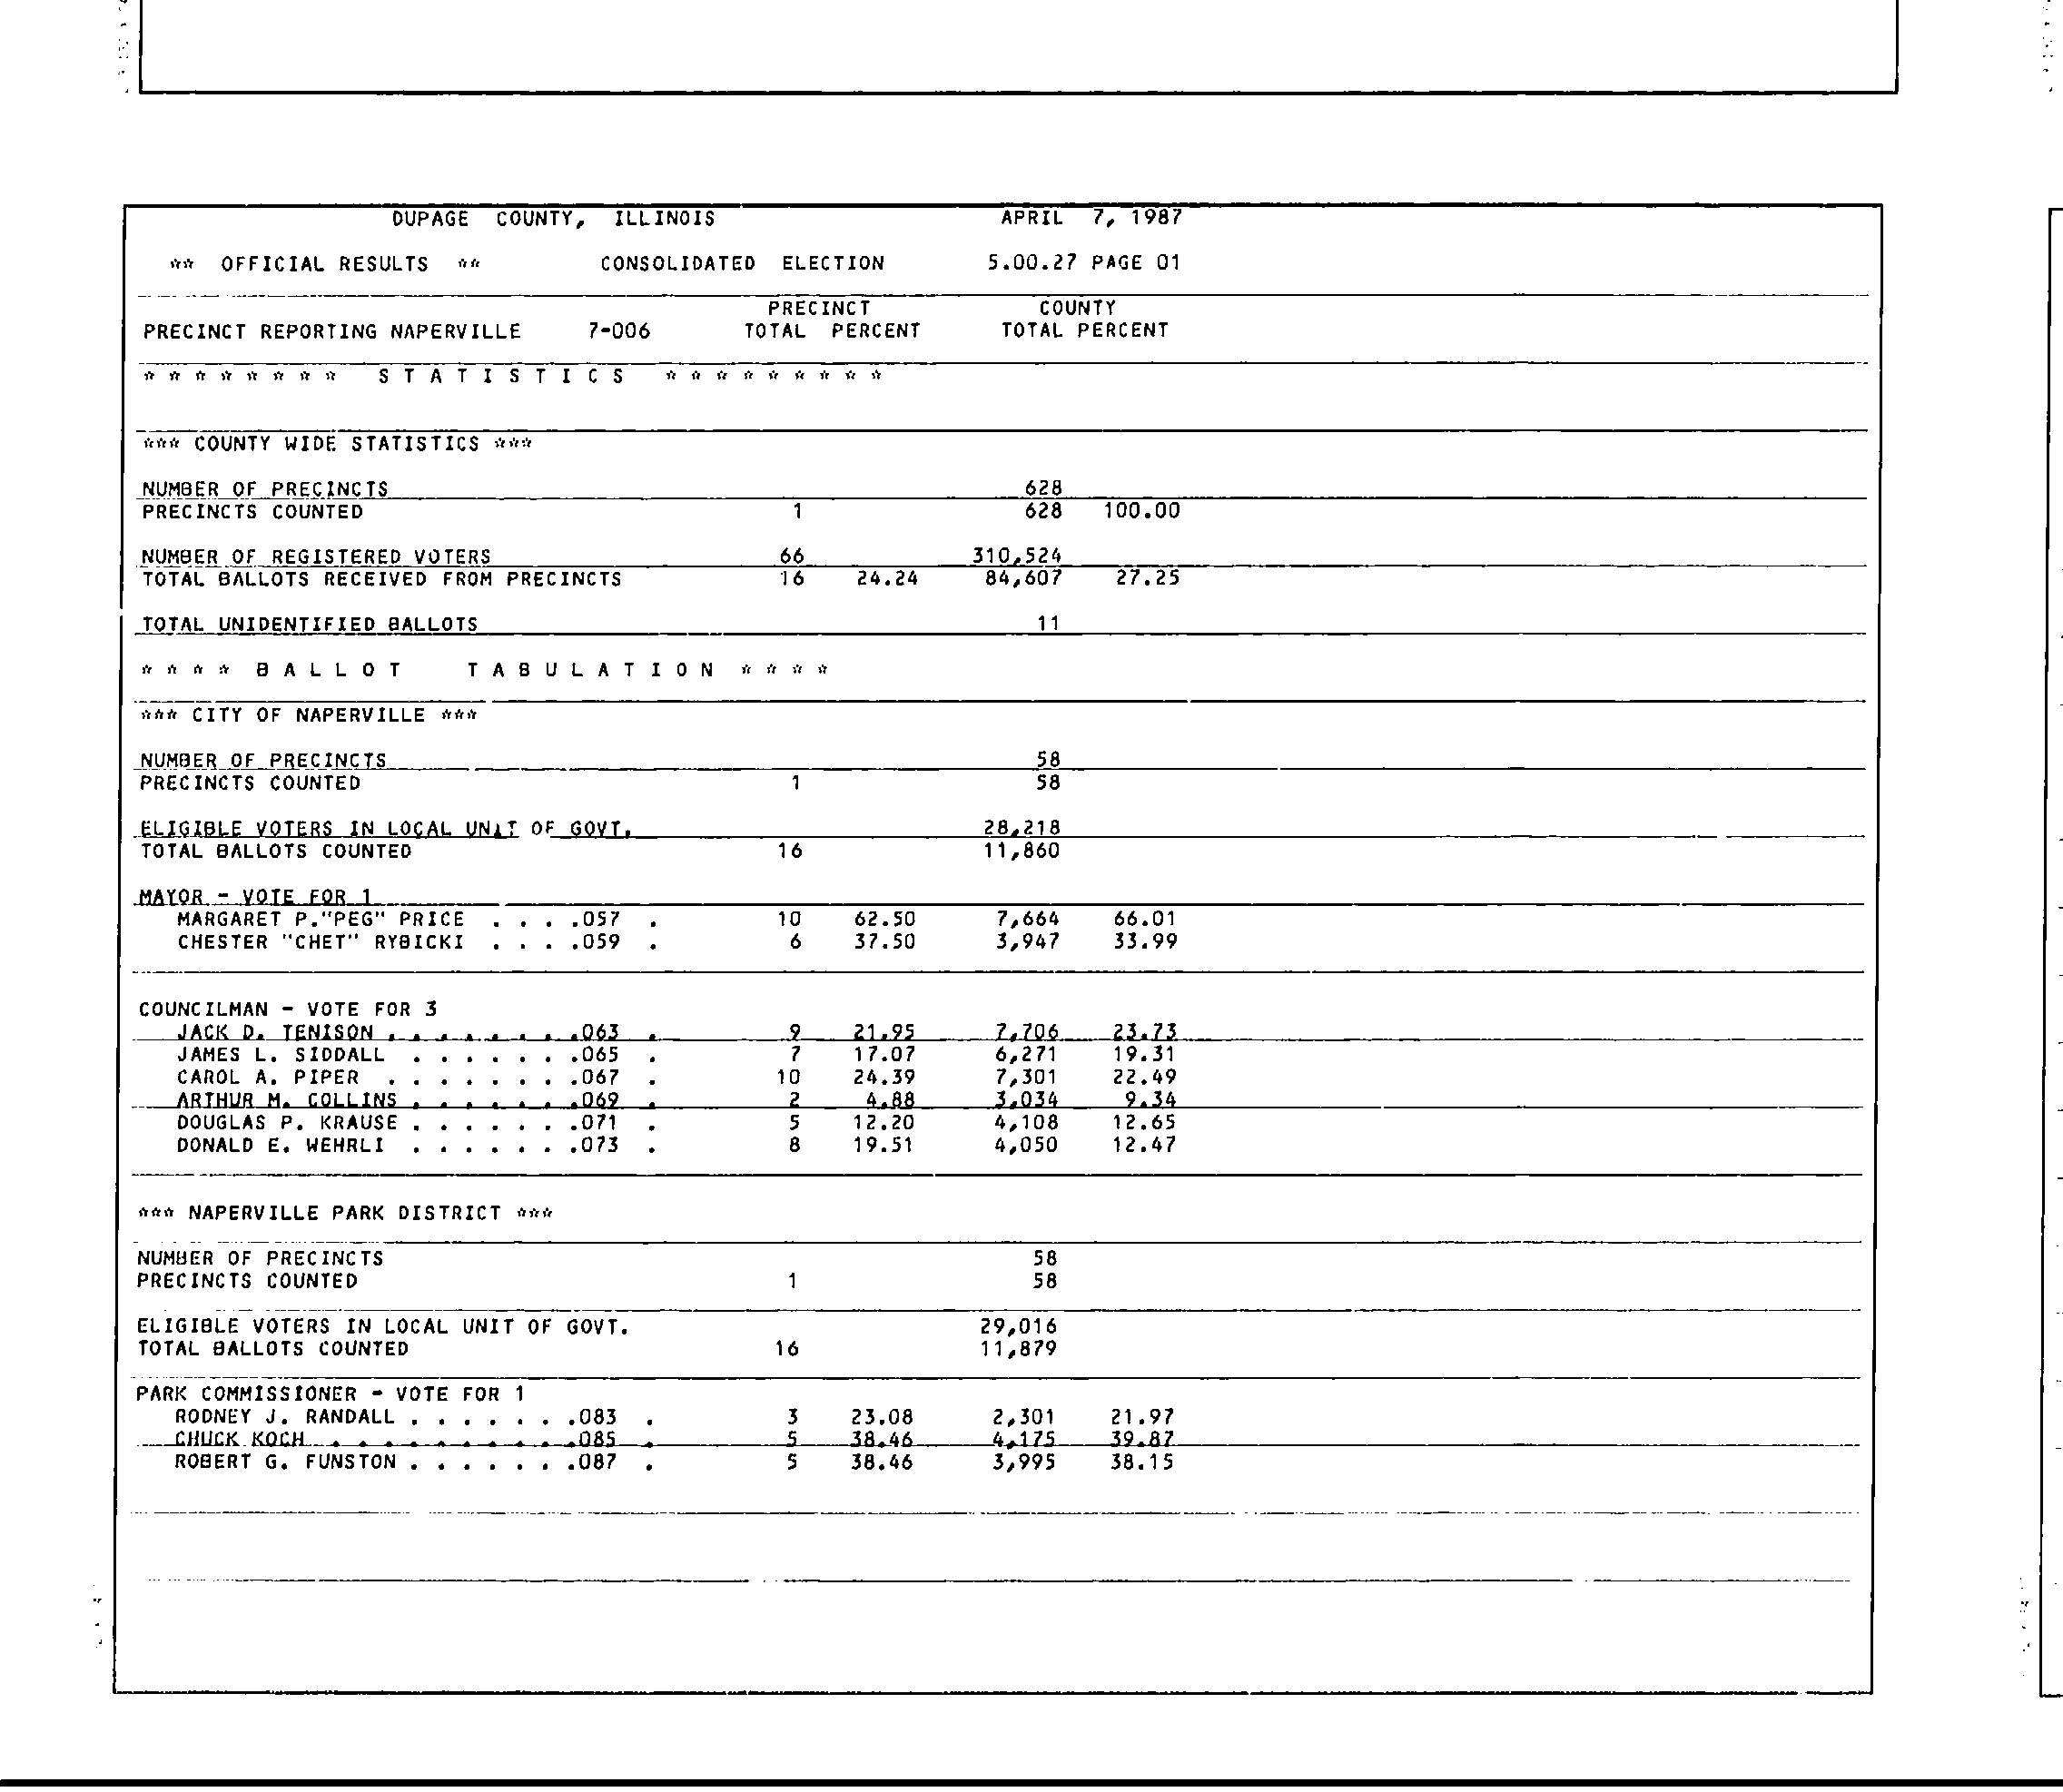 DUPAGE COUNTY, ILLINOIS APRIL 7, 1987
** OFFICIAL RESULTS ** CONSOLIDATED ELECTION 5.00.27 PAGE 01
PRECINCT COUNTY
PRECINCT REPORTING NAPERVILLE 7-006 TOTAL PERCENT TOTAL PERCENT
* * * * * * * * S T A T I S T I C S * * * * * * * * *
*** COUNTY WIDE STATISTICS ***
NUMBER OF PRECINCTS 628
PRECINCTS COUNTED 1 628 100.00
NUMBER OF REGISTERED VOTERS 66 310,524
TOTAL BALLOTS RECEIVED FROM PRECINCTS 16 24.24 84,607 27.25
TOTAL UNIDENTIFIED BALLOTS 11
* * * * B A L L O T T A B U L A T I O N * * * *
*** CITY OF NAPERVILLE ***
NUMBER OF PRECINCTS 58
PRECINCTS COUNTED 1 58
ELIGIBLE VOTERS IN LOCAL UNIT OF GOVT. 28,218
TOTAL BALLOTS COUNTED 16 11,860
MAYOR - VOTE FOR 1
MARGARET P."PEG" PRICE . . . .057 . 10 62.50 7,664 66.01
CHESTER "CHET" RYBICKI . . . .059 . 6 37.50 3,947 33.99
COUNCILMAN - VOTE FOR 3
JACK D. TENISON . . . . . . . .063 . 9 21.95 7,706 23.73
JAMES L. SIDDALL . . . . . . .065 . 7 17.07 6,271 19.31
CAROL A. PIPER . . . . . . . .067 . 10 24.39 7,301 22.49
ARTHUR M. COLLINS . . . . . . .069 . 2 4.88 3,034 9.34
DOUGLAS P. KRAUSE . . . . . . .071 . 5 12.20 4,108 12.65
DONALD E. WEHRLI . . . . . . .073 . 8 19.51 4,050 12.47
*** NAPERVILLE PARK DISTRICT ***
NUMBER OF PRECINCTS 58
PRECINCTS COUNTED 1 58
ELIGIBLE VOTERS IN LOCAL UNIT OF GOVT. 29,016
TOTAL BALLOTS COUNTED 16 11,879
PARK COMMISSIONER - VOTE FOR 1
RODNEY J. RANDALL . . . . . . .083 . 3 23.08 2,301 21.97
CHUCK KOCH . . . . . . . . . .085 . 5 38.46 4,175 39.87
ROBERT G. FUNSTON . . . . . . .087 . 5 38.46 3,995 38.15